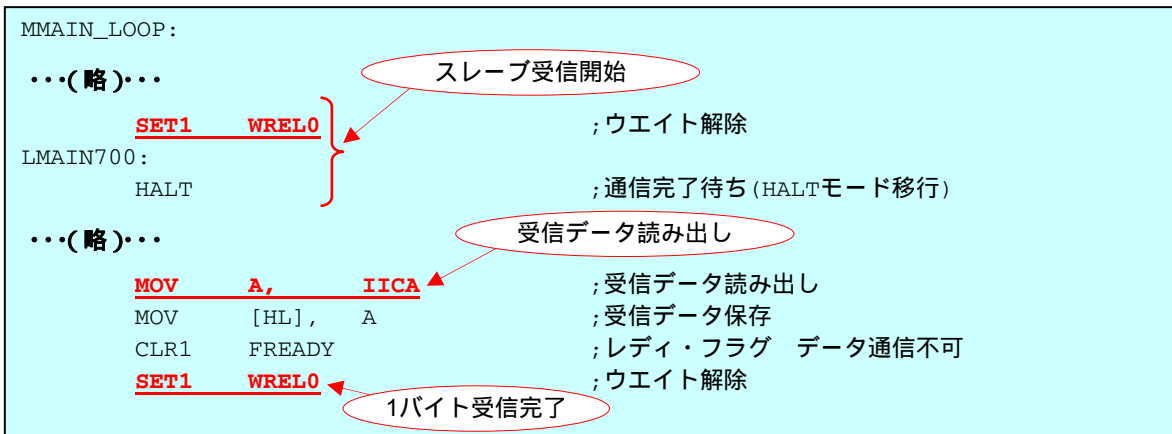 MMAIN_LOOP:
スレーブ受信開始
・・・(略)・・・
SET1 WREL0 ;ウエイト解除
LMAIN700:
HALT ;通信完了待ち(HALTモード移行)
・・・(略)・・・
受信データ読み出し
MOV A, IICA ;受信データ読み出し
MOV [HL], A ;受信データ保存
CLR1 FREADY ;レディ・フラグ データ通信不可
SET1 WREL0 ;ウエイト解除
1バイト受信完了